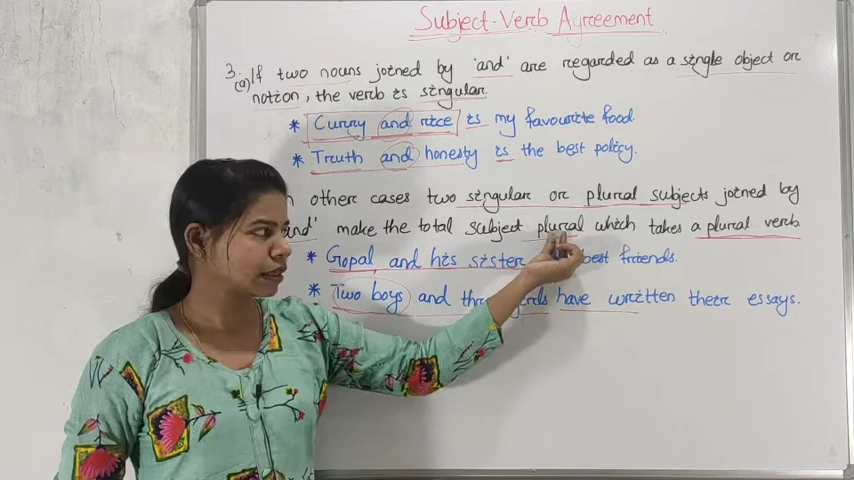 Subject-Verb Agreement
3. (a) If two nouns joined by 'and' are regarded as a single object or
notion, the verb is singular
* Curry and rice is my favourite food
* Truth and honesty is the best policy.
other cases two singular or plural subjects joined by
' make the total subject plural which takes a plural verb
* Gopal and his sister best friends.
* Two boys and have written their essays.